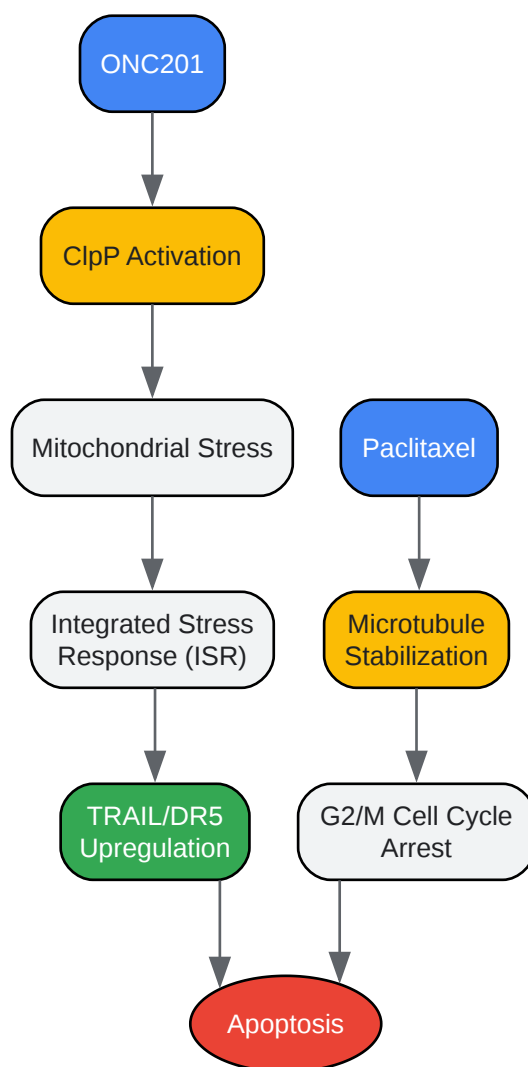 ONC201
ClpP Activation
Mitochondrial Stress
Paclitaxel
Integrated Stress
Response (ISR)
Microtubule
Stabilization
TRAIL/DR5
Upregulation
G2/M Cell Cycle
Arrest
Apoptosis